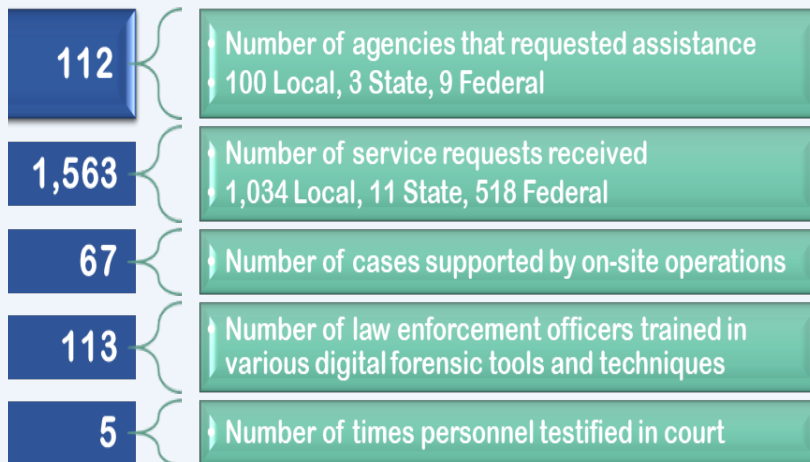 112
Number of agencies that requested assistance
100 Local, 3 State, 9 Federal
1,563
Number of service requests received
1,034 Local, 11 State, 518 Federal
67
Number of cases supported by on-site operations
113
Number of law enforcement officers trained in
various digital forensic tools and techniques
5
Number of times personnel testified in court